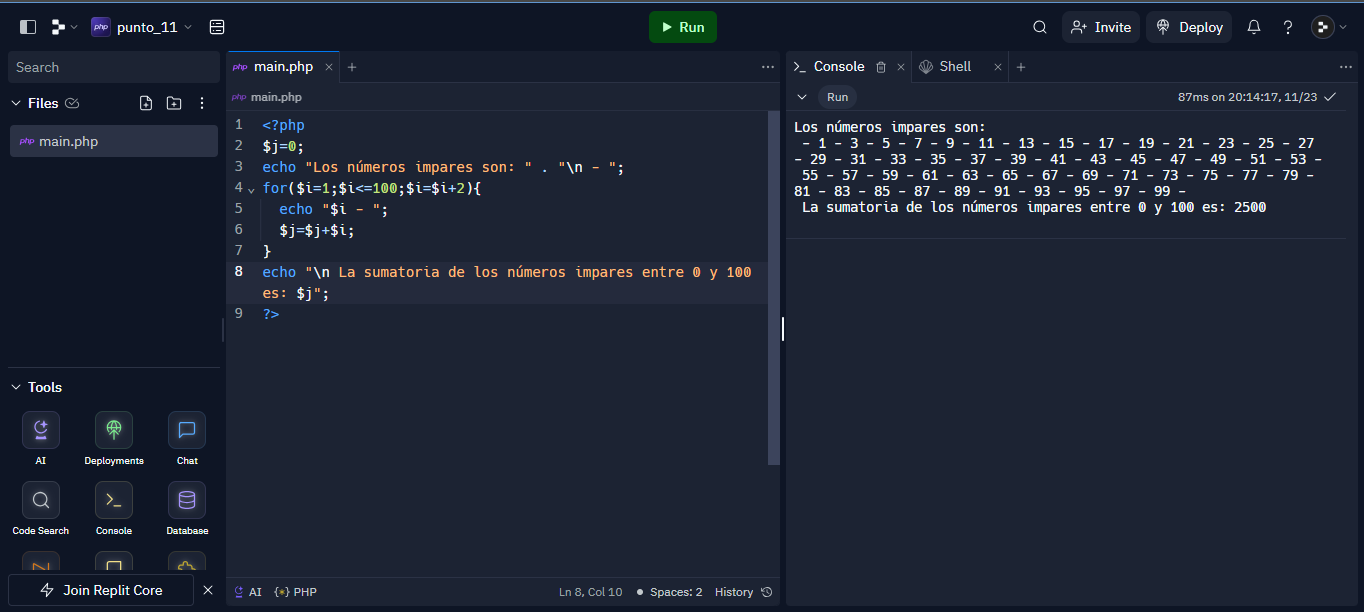 php punto_11
Run
Invite
Deploy
Search
Files
php main.php
Tools
AI
Deployments
Chat
Code Search
Console
Database
Join Replit Core
php main.php
php main.php
1 <?php
2 $j=0;
3 echo "Los números impares son: " . "\n - ";
4 for($i=1;$i<=100;$i=$i+2){
5 echo "$i - ";
6 $j=$j+$i;
7 }
8 echo "\n La sumatoria de los números impares entre 0 y 100
es: $j";
9 ?>
AI {*} PHP
Ln 8, Col 10 • Spaces: 2 History
Console
Shell
Run
87ms on 20:14:17, 11/23
Los números impares son:
- 1 - 3 - 5 - 7 - 9 - 11 - 13 - 15 - 17 - 19 - 21 - 23 - 25 - 27
- 29 - 31 - 33 - 35 - 37 - 39 - 41 - 43 - 45 - 47 - 49 - 51 - 53 -
55 - 57 - 59 - 61 - 63 - 65 - 67 - 69 - 71 - 73 - 75 - 77 - 79 -
81 - 83 - 85 - 87 - 89 - 91 - 93 - 95 - 97 - 99 -
La sumatoria de los números impares entre 0 y 100 es: 2500